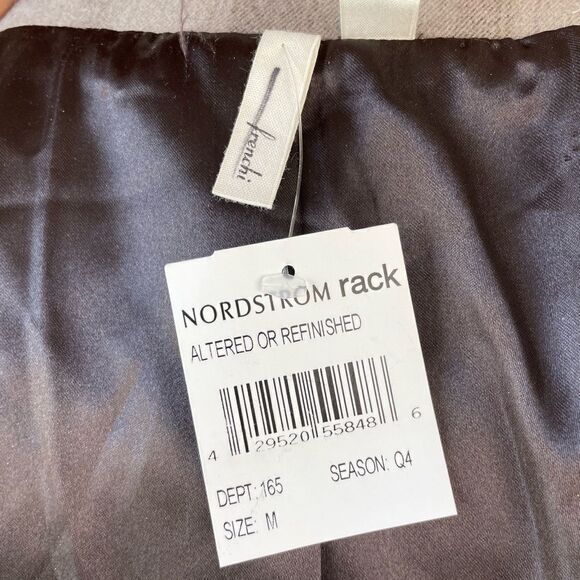 frenchi
NORDSTROM rack
ALTERED OR REFINISHED
4 29520 55848 6
DEPT: 165 SEASON: Q4
SIZE: M